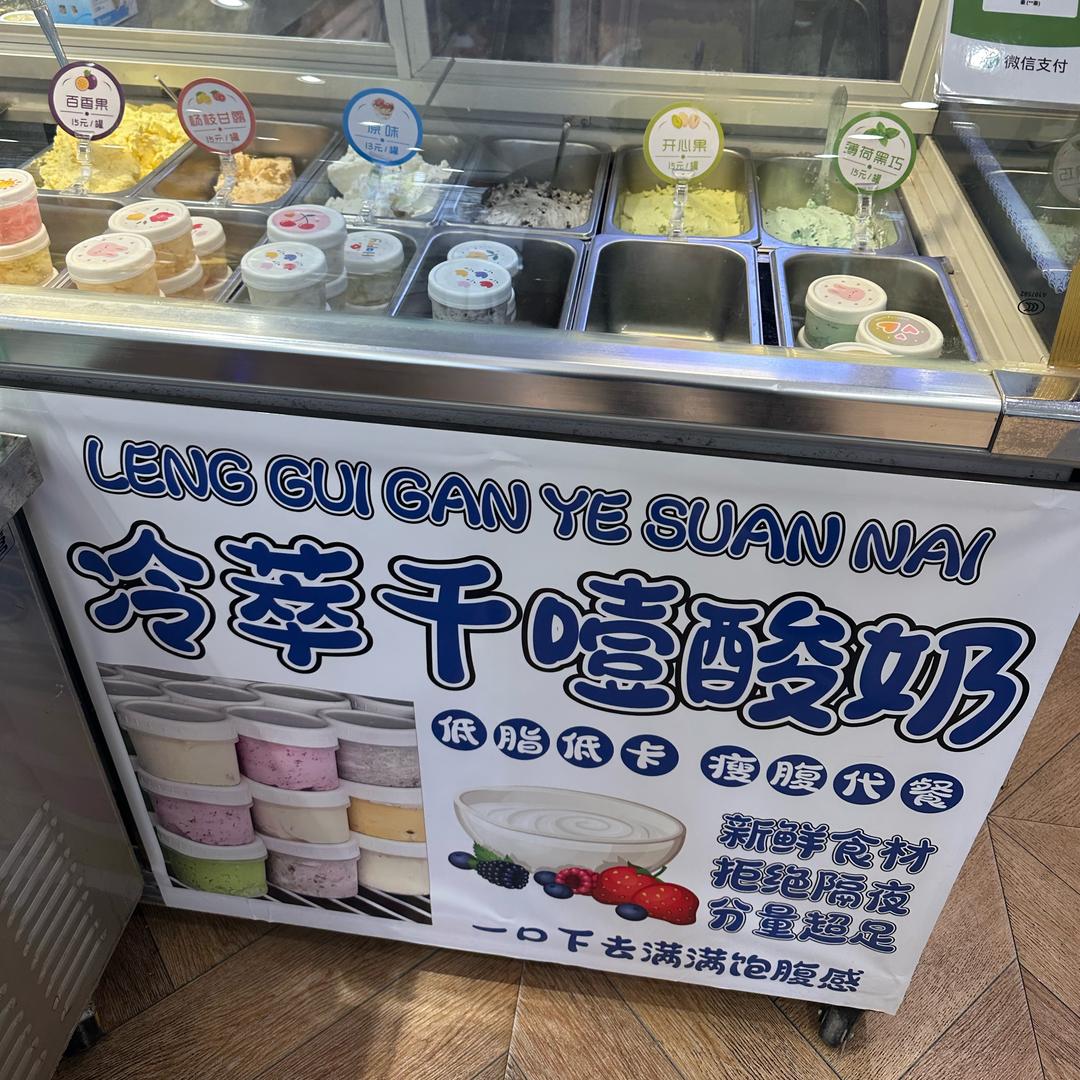 微信支付
百香果
15元/罐
杨枝甘露
15元/罐
原味
13元/罐
开心果
15元/罐
薄荷黑巧
15元/罐
LENG GUI GAN YE SUAN NAI
冷萃干噎酸奶
低脂低卡 瘦腹代餐
新鲜食材
拒绝隔夜
分量超足
一口下去满满饱腹感